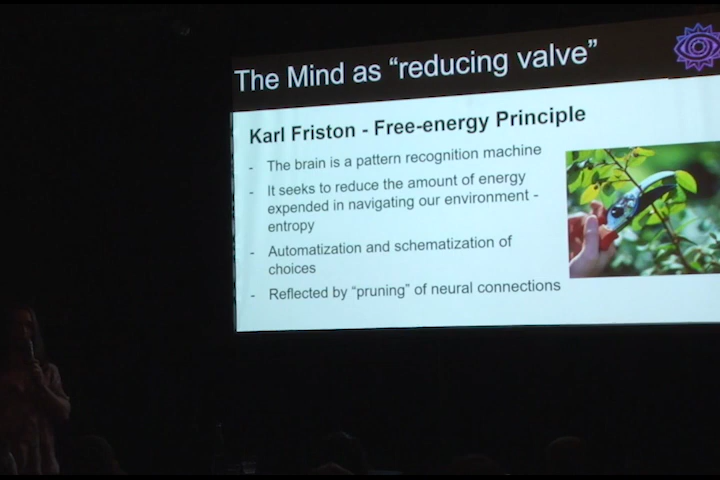 The Mind as “reducing valve”
Karl Friston - Free-energy Principle
- The brain is a pattern recognition machine
- It seeks to reduce the amount of energy
expended in navigating our environment -
entropy
- Automatization and schematization of
choices
- Reflected by “pruning” of neural connections